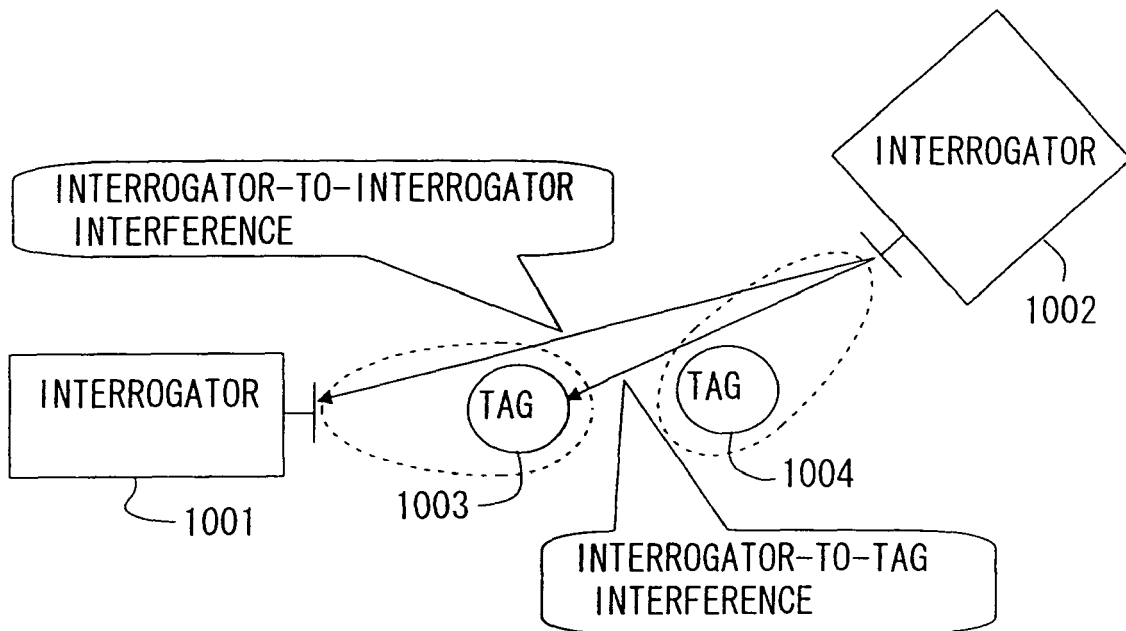 INTERROGATOR
INTERROGATOR-TO-INTERROGATOR
INTERFERENCE
1002
INTERROGATOR
TAG
TAG
1001
1003
1004
INTERROGATOR-TO-TAG
INTERFERENCE